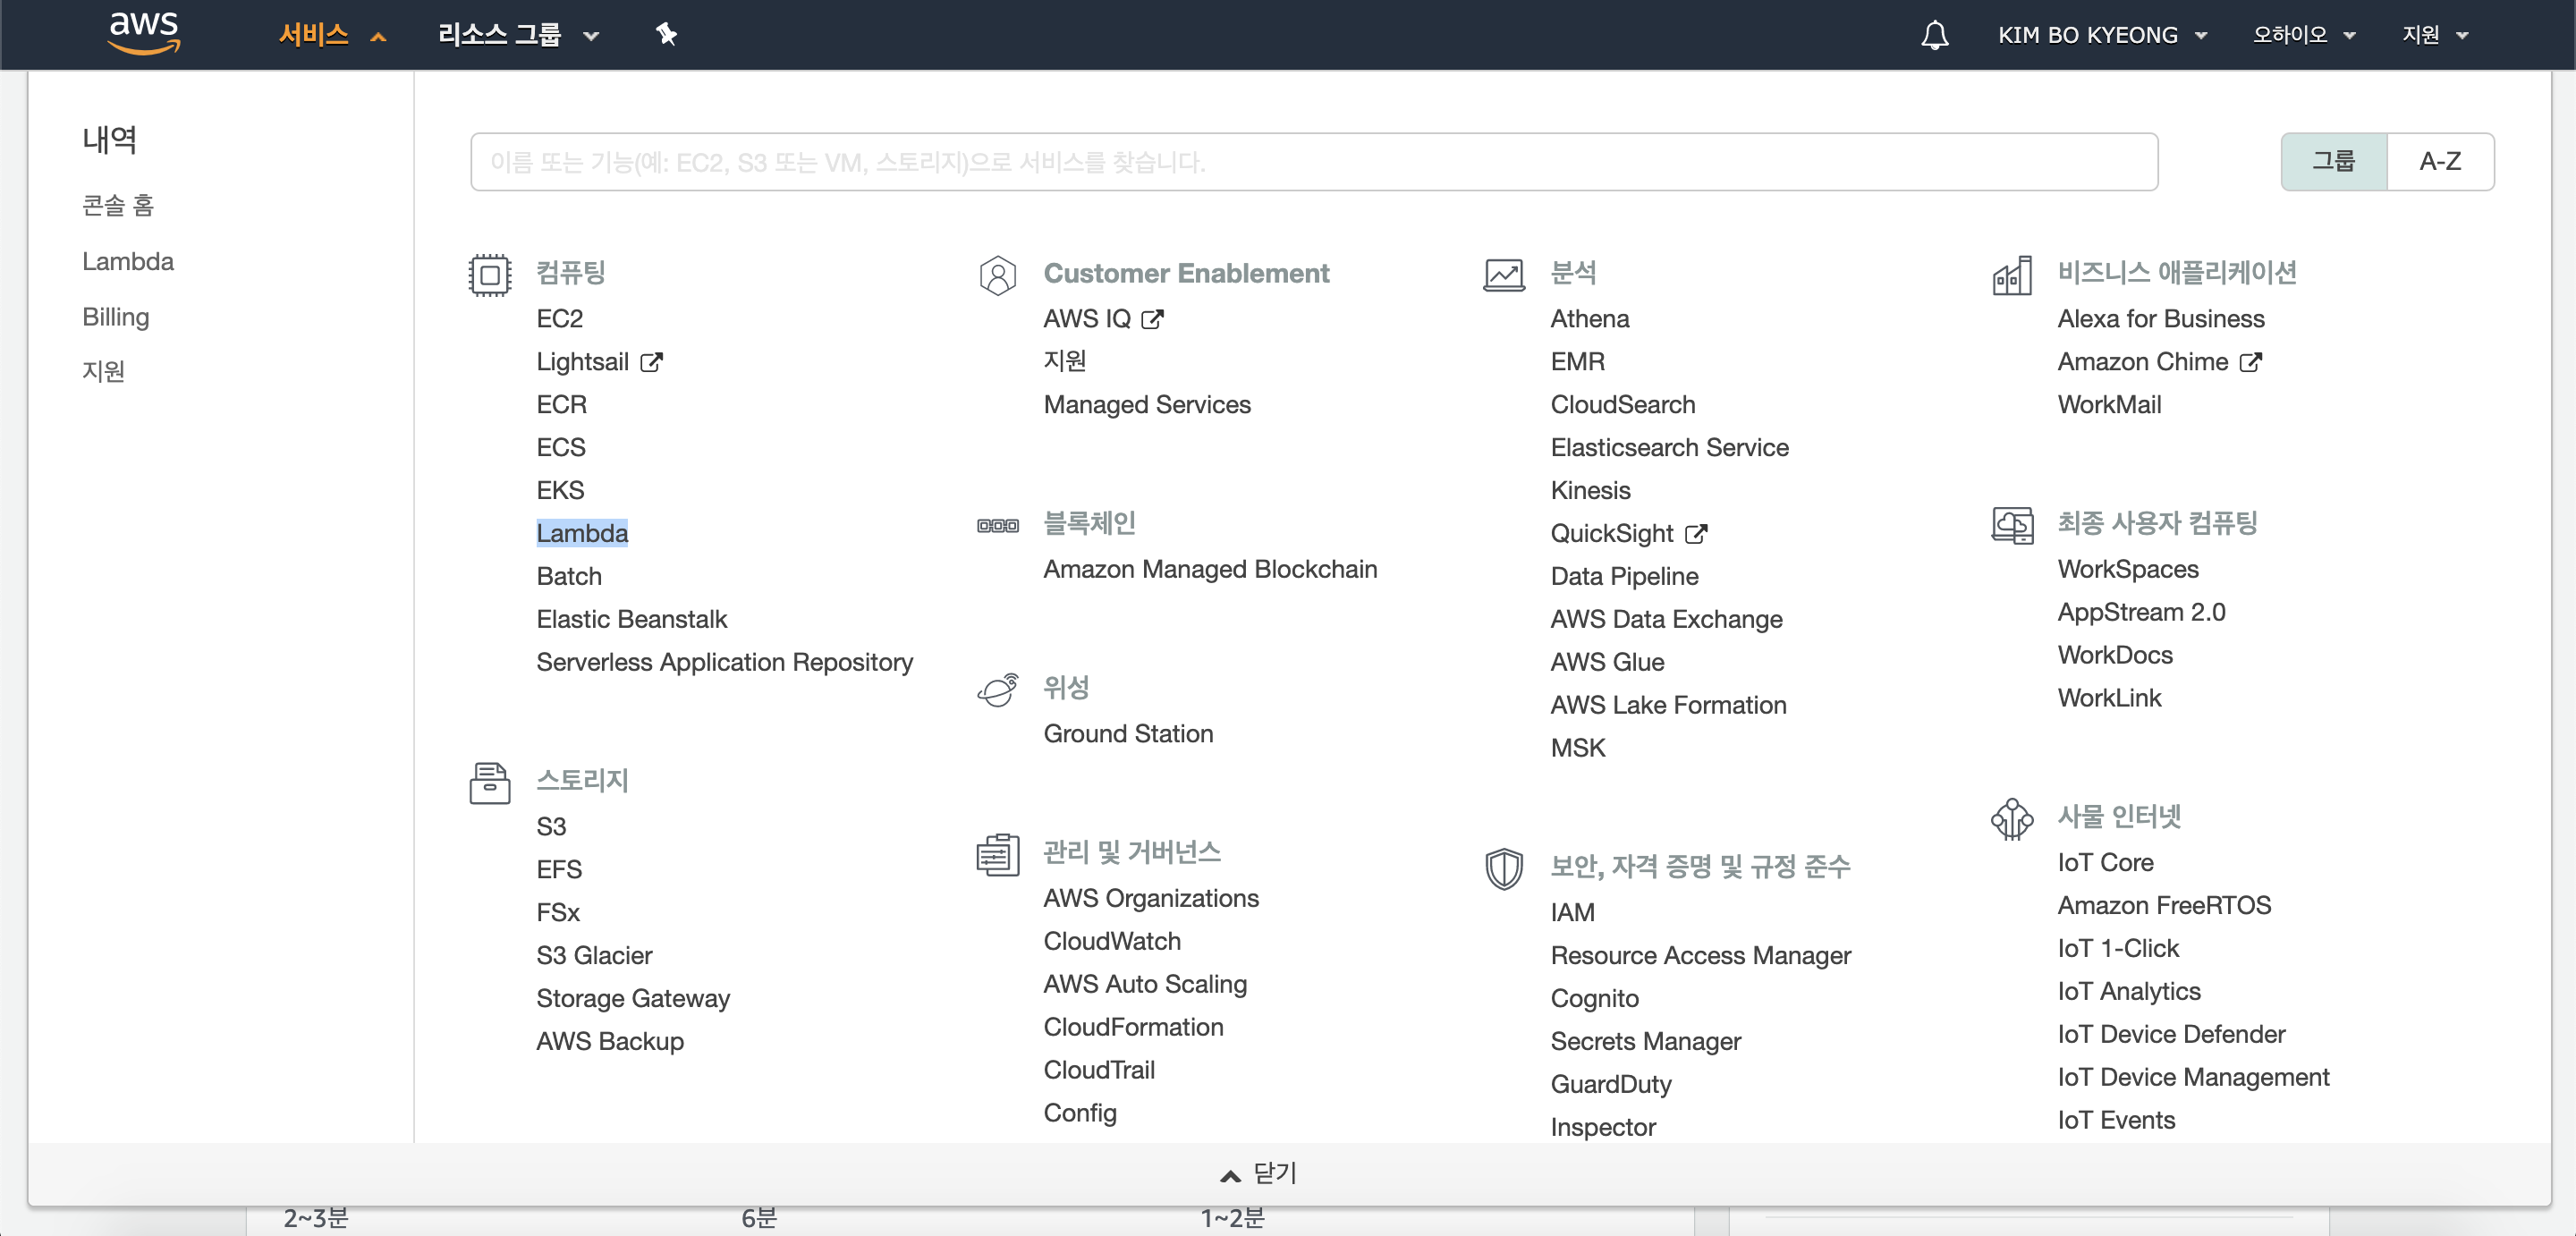 aws
서비스
리소스 그룹
KIM BO KYEONG
오하이오
지원
내역
콘솔 홈
Lambda
Billing
지원
이름 또는 기능(예: EC2, S3 또는 VM, 스토리지)으로 서비스를 찾습니다.
그룹
A-Z
컴퓨팅
EC2
Lightsail
ECR
ECS
EKS
Lambda
Batch
Elastic Beanstalk
Serverless Application Repository
스토리지
S3
EFS
FSx
S3 Glacier
Storage Gateway
AWS Backup
Customer Enablement
AWS IQ
지원
Managed Services
블록체인
Amazon Managed Blockchain
위성
Ground Station
관리 및 거버넌스
AWS Organizations
CloudWatch
AWS Auto Scaling
CloudFormation
CloudTrail
Config
분석
Athena
EMR
CloudSearch
Elasticsearch Service
Kinesis
QuickSight
Data Pipeline
AWS Data Exchange
AWS Glue
AWS Lake Formation
MSK
보안, 자격 증명 및 규정 준수
IAM
Resource Access Manager
Cognito
Secrets Manager
GuardDuty
Inspector
비즈니스 애플리케이션
Alexa for Business
Amazon Chime
WorkMail
최종 사용자 컴퓨팅
WorkSpaces
AppStream 2.0
WorkDocs
WorkLink
사물 인터넷
IoT Core
Amazon FreeRTOS
IoT 1-Click
IoT Analytics
IoT Device Defender
IoT Device Management
IoT Events
닫기
2~3분
6분
1~2분